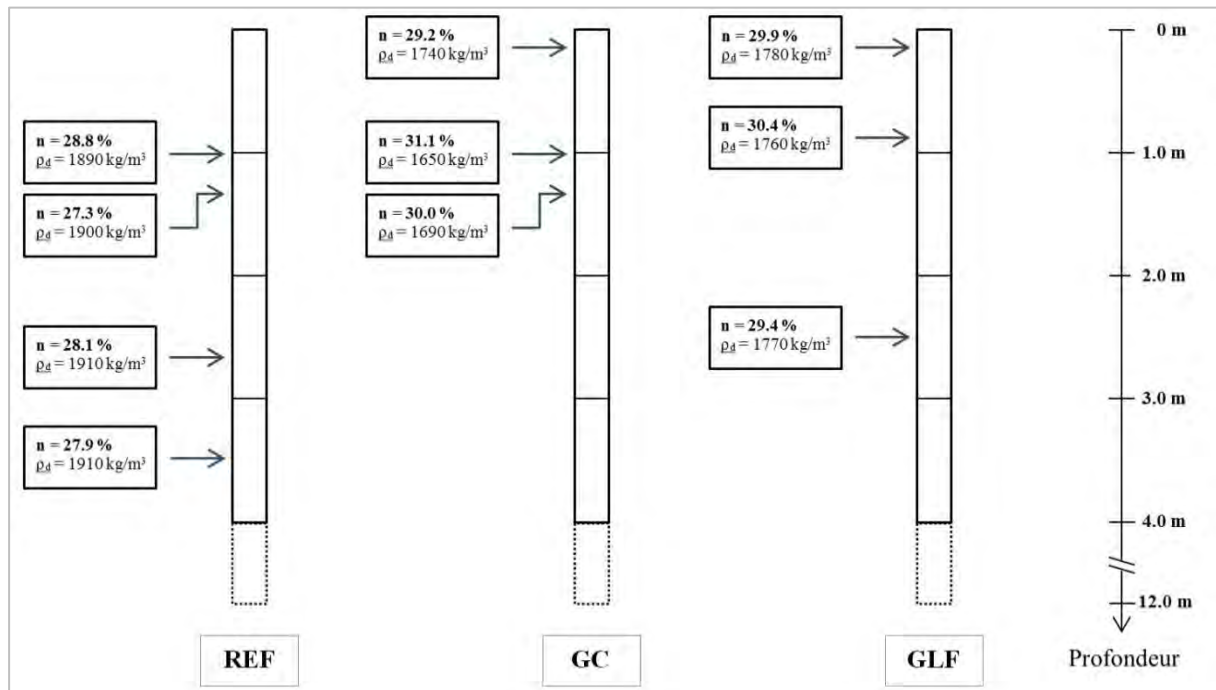 n = 28.8 %
ρd = 1890 kg/m³
n = 27.3 %
ρd = 1900 kg/m³
n = 28.1 %
ρd = 1910 kg/m³
n = 27.9 %
ρd = 1910 kg/m³
REF
n = 29.2 %
ρd = 1740 kg/m³
n = 31.1 %
ρd = 1650 kg/m³
n = 30.0 %
ρd = 1690 kg/m³
GC
n = 29.9 %
ρd = 1780 kg/m³
n = 30.4 %
ρd = 1760 kg/m³
n = 29.4 %
ρd = 1770 kg/m³
GLF
0 m
1.0 m
2.0 m
3.0 m
4.0 m
12.0 m
Profondeur